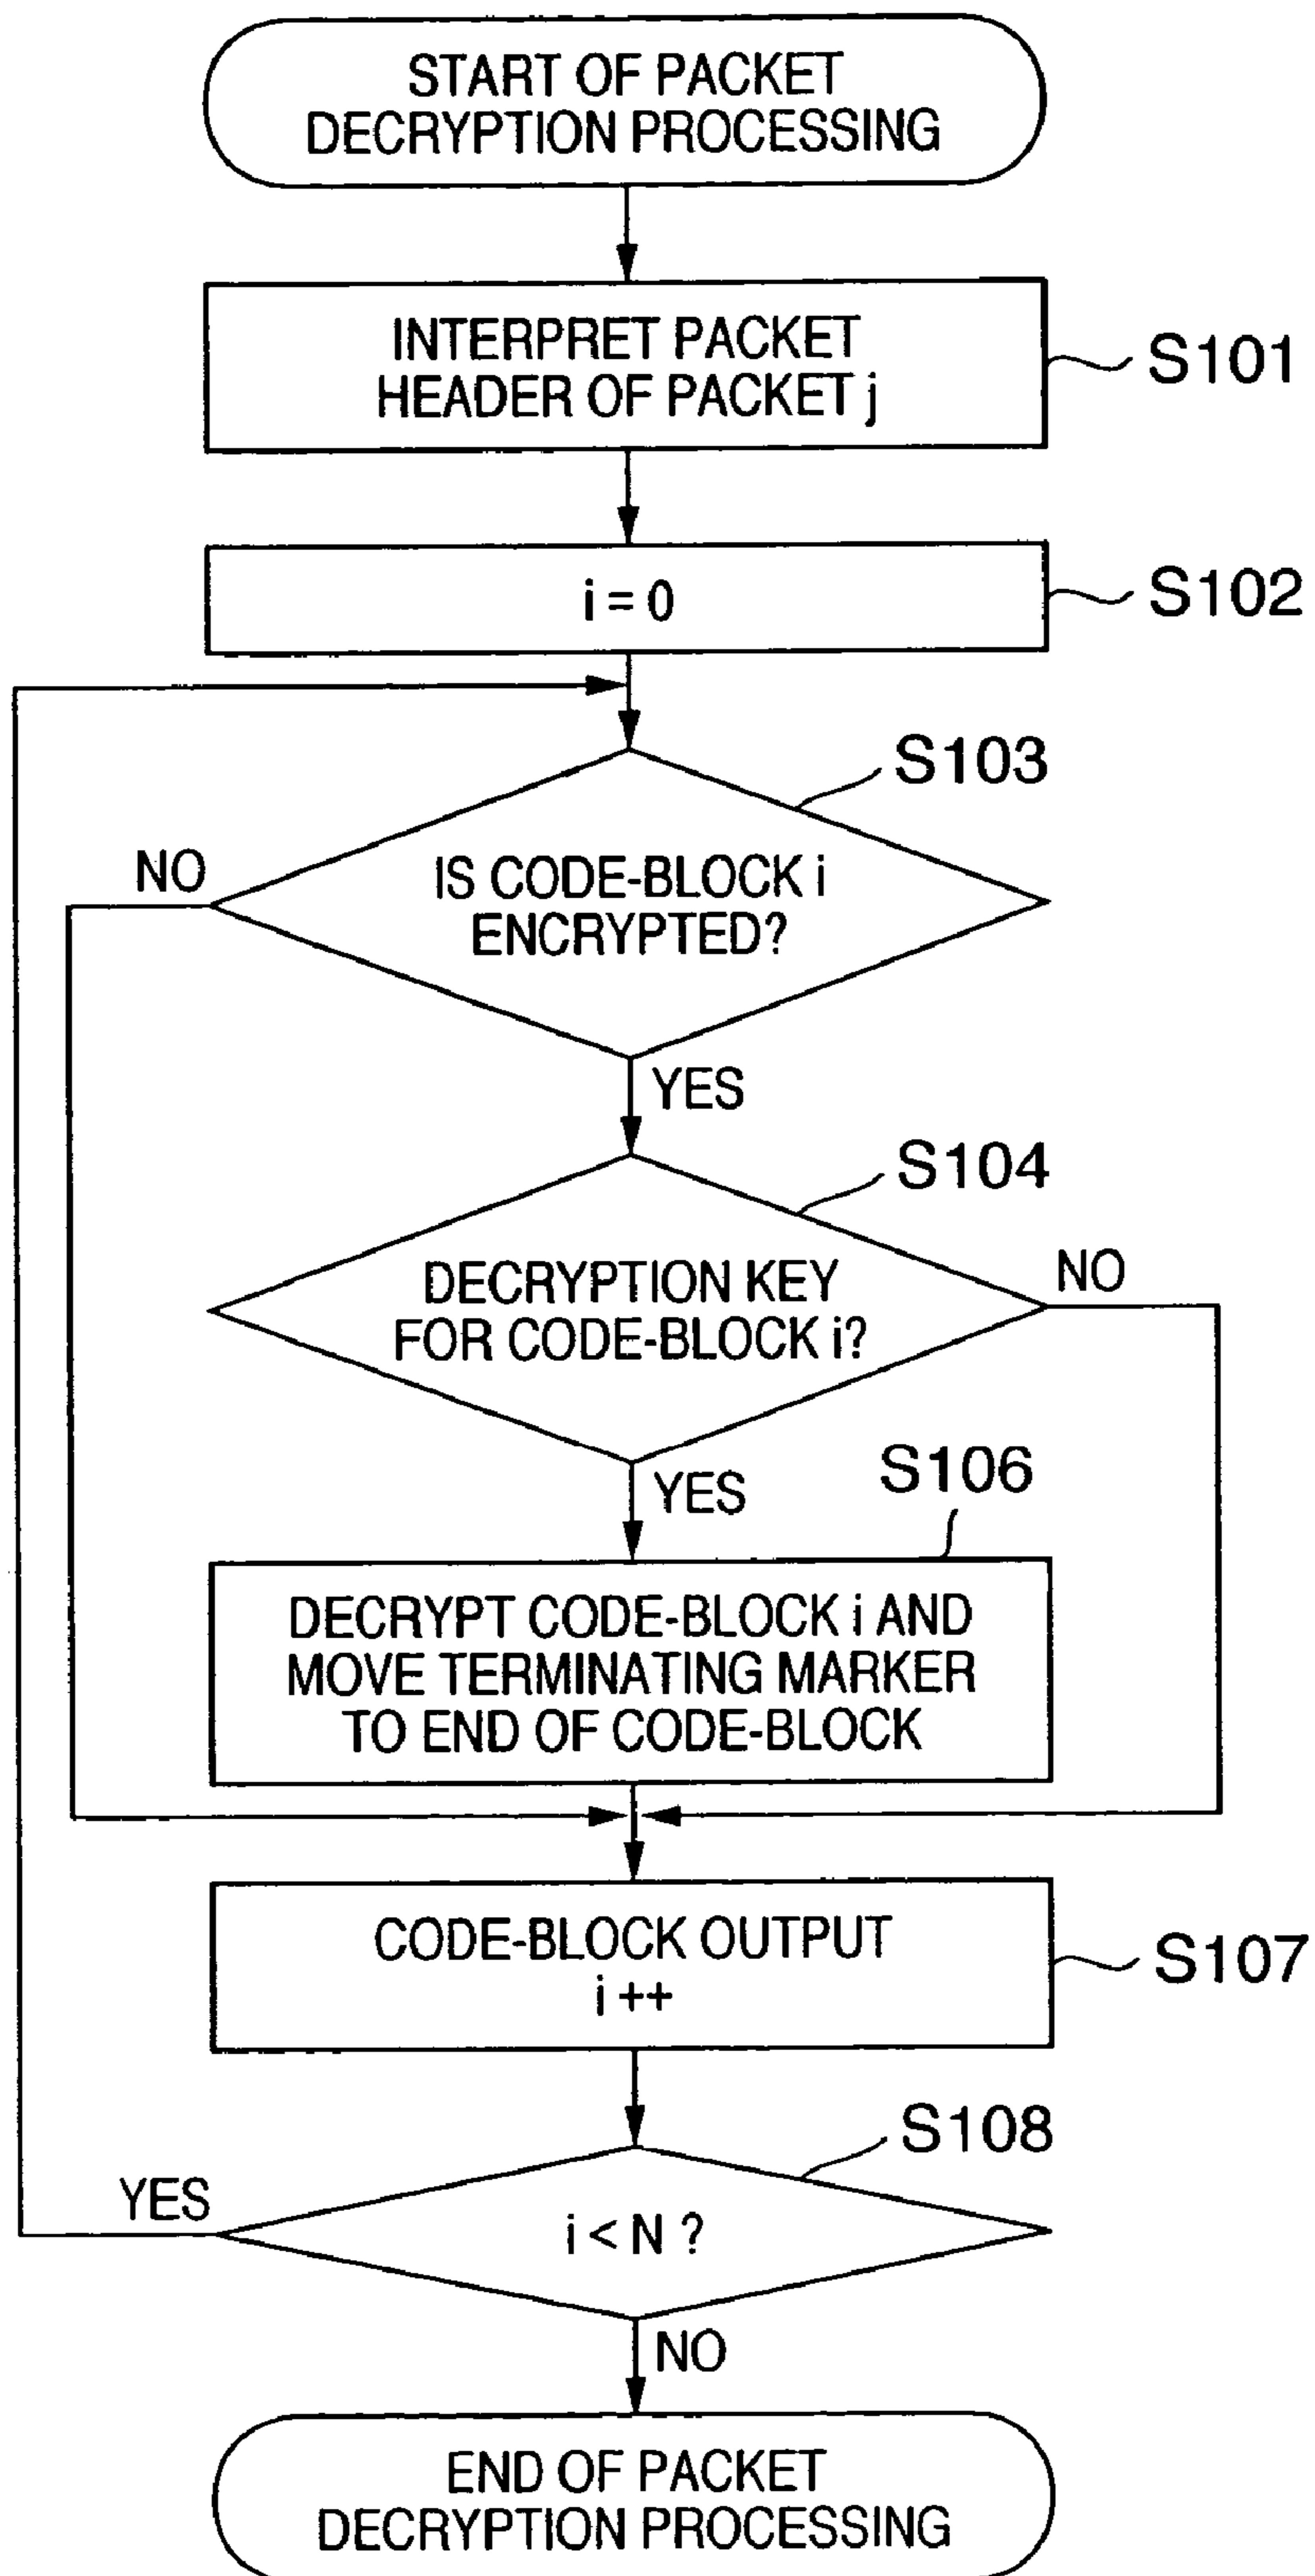 START OF PACKET
DECRYPTION PROCESSING
INTERPRET PACKET
HEADER OF PACKET j
S101
i = 0
S102
S103
NO
IS CODE-BLOCK i
ENCRYPTED?
YES
S104
DECRYPTION KEY
FOR CODE-BLOCK i?
NO
YES
S106
DECRYPT CODE-BLOCK i AND
MOVE TERMINATING MARKER
TO END OF CODE-BLOCK
CODE-BLOCK OUTPUT
i ++
S107
S108
YES
i < N ?
NO
END OF PACKET
DECRYPTION PROCESSING